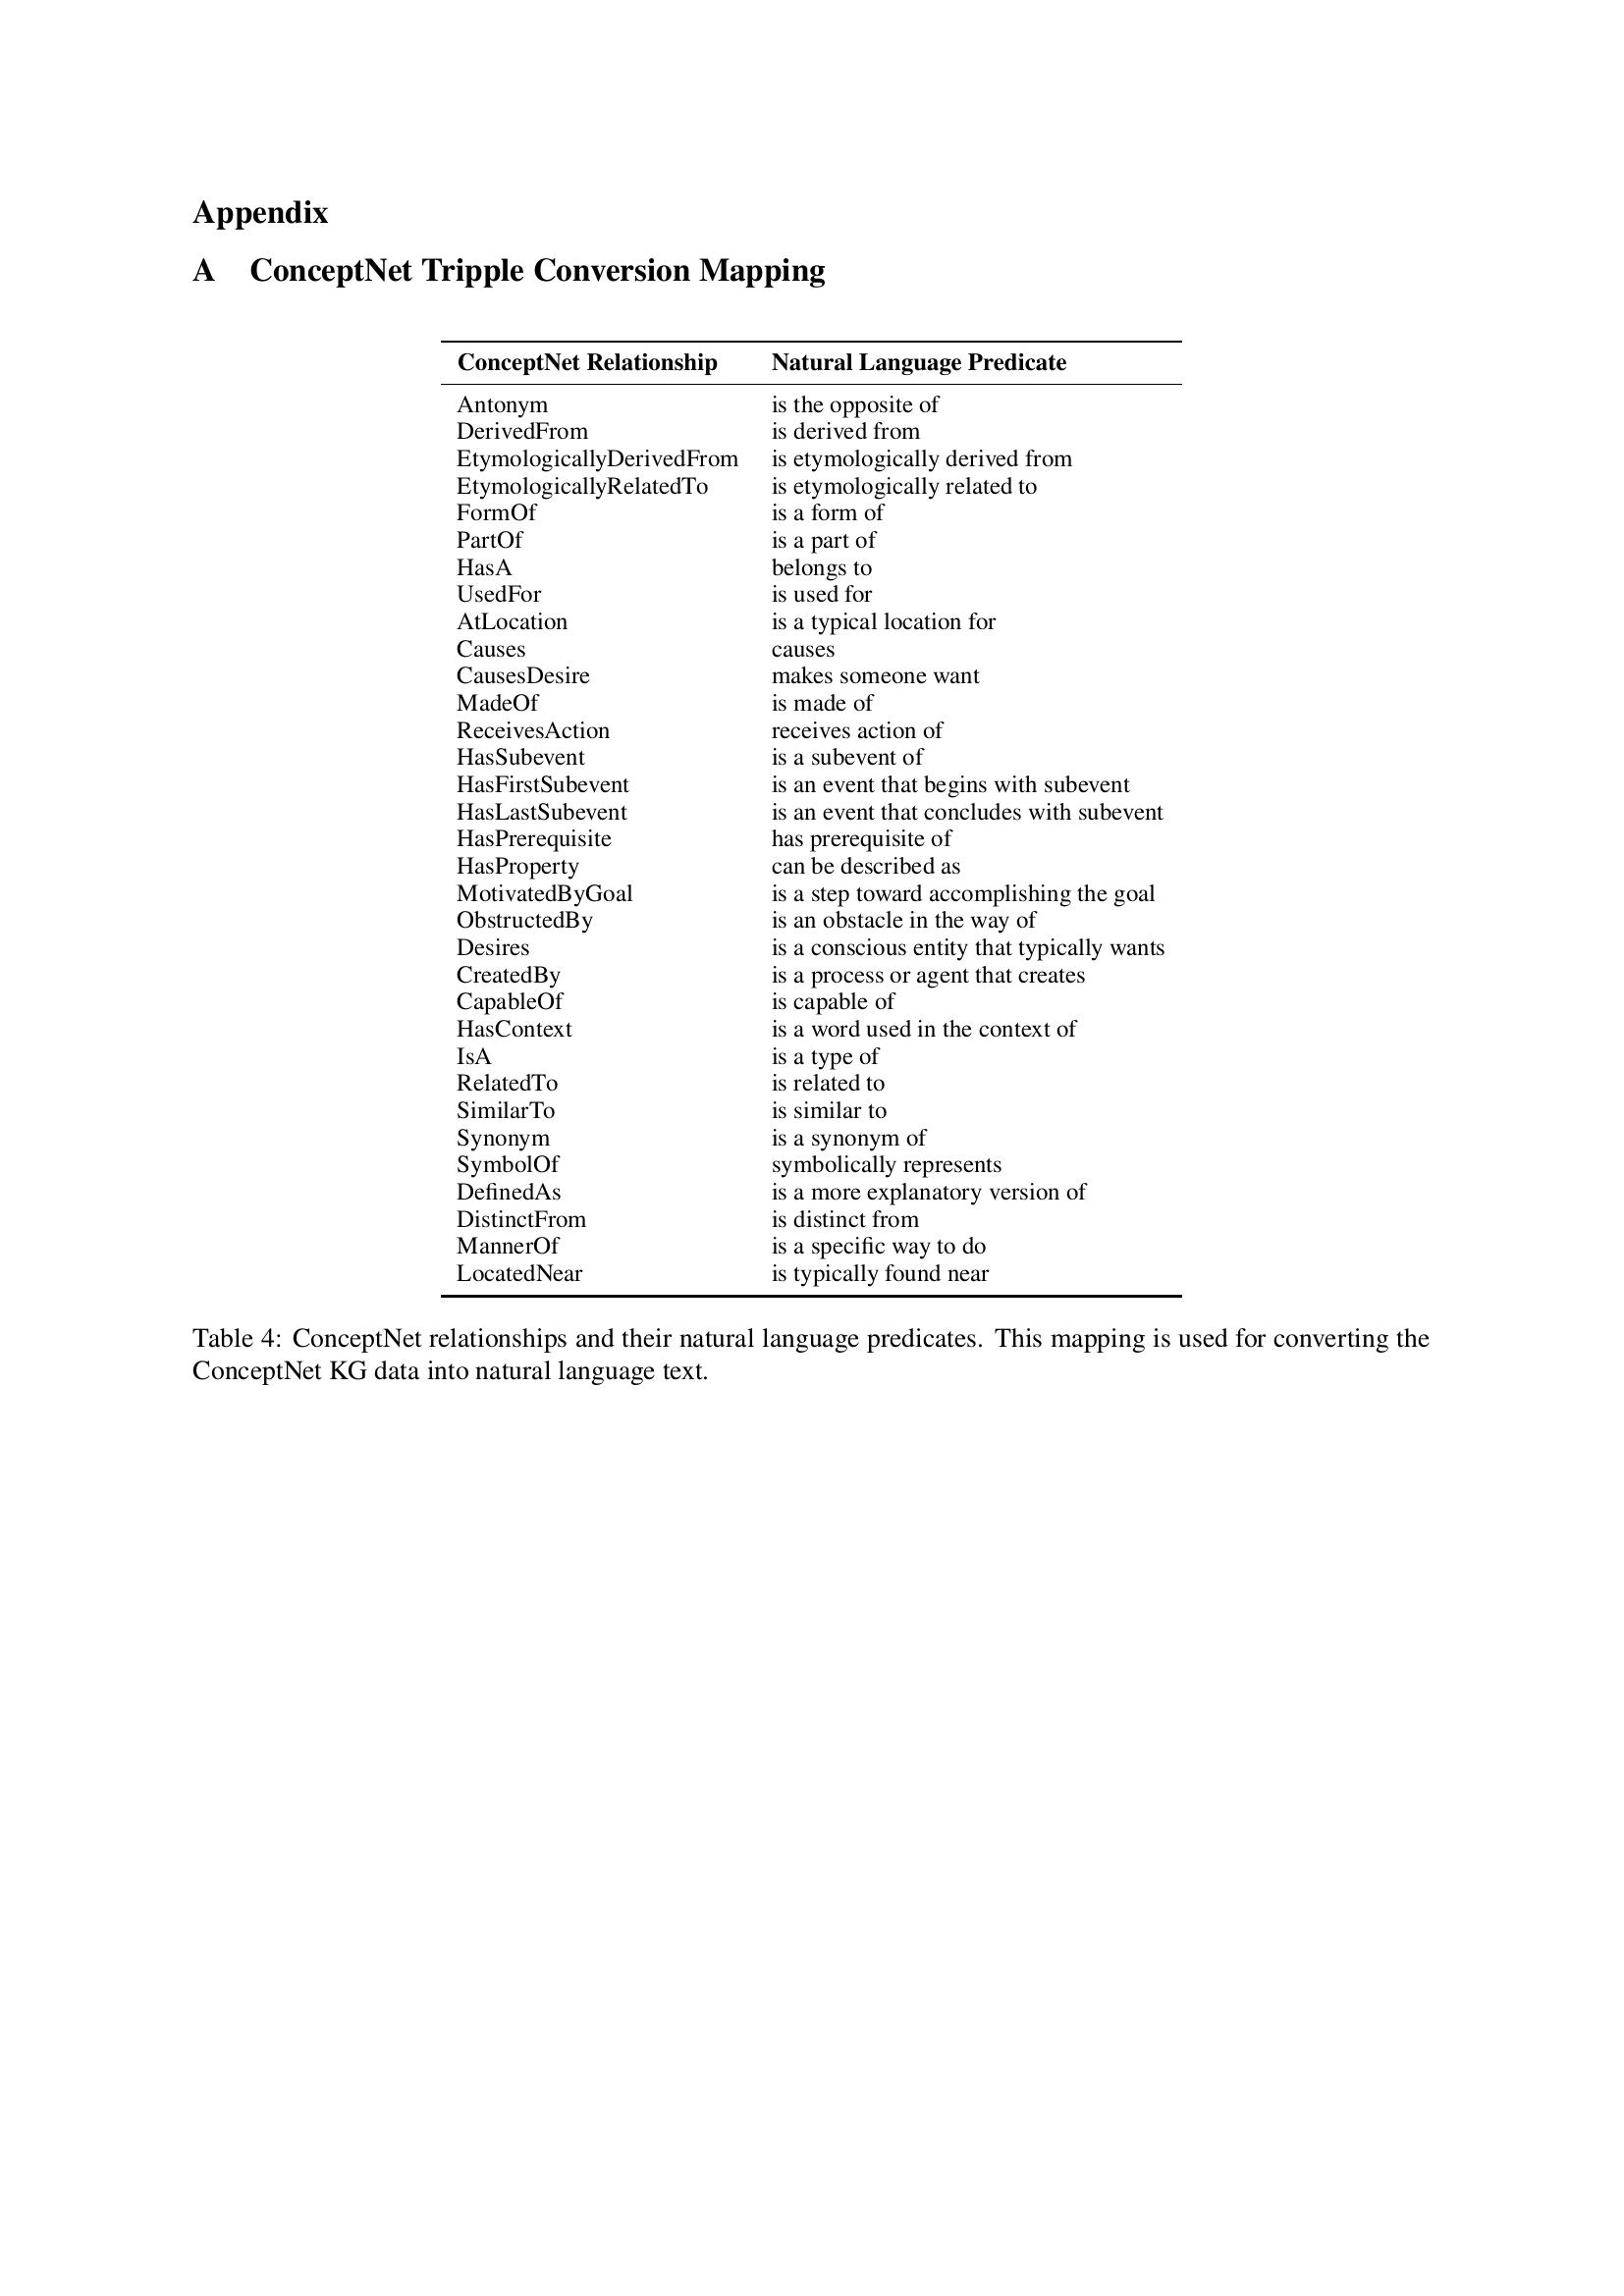 Appendix
A ConceptNet Tripple Conversion Mapping
ConceptNet Relationship Natural Language Predicate
Antonym is the opposite of
DerivedFrom is derived from
EtymologicallyDerivedFrom is etymologically derived from
EtymologicallyRelatedTo is etymologically related to
FormOf is a form of
PartOf is a part of
HasA belongs to
UsedFor is used for
AtLocation is a typical location for
Causes causes
CausesDesire makes someone want
MadeOf is made of
ReceivesAction receives action of
HasSubevent is a subevent of
HasFirstSubevent is an event that begins with subevent
HasLastSubevent is an event that concludes with subevent
HasPrerequisite has prerequisite of
HasProperty can be described as
MotivatedByGoal is a step toward accomplishing the goal
ObstructedBy is an obstacle in the way of
Desires is a conscious entity that typically wants
CreatedBy is a process or agent that creates
CapableOf is capable of
HasContext is a word used in the context of
IsA is a type of
RelatedTo is related to
SimilarTo is similar to
Synonym is a synonym of
SymbolOf symbolically represents
DefinedAs is a more explanatory version of
DistinctFrom is distinct from
MannerOf is a specific way to do
LocatedNear is typically found near
Table 4: ConceptNet relationships and their natural language predicates. This mapping is used for converting the
ConceptNet KG data into natural language text.